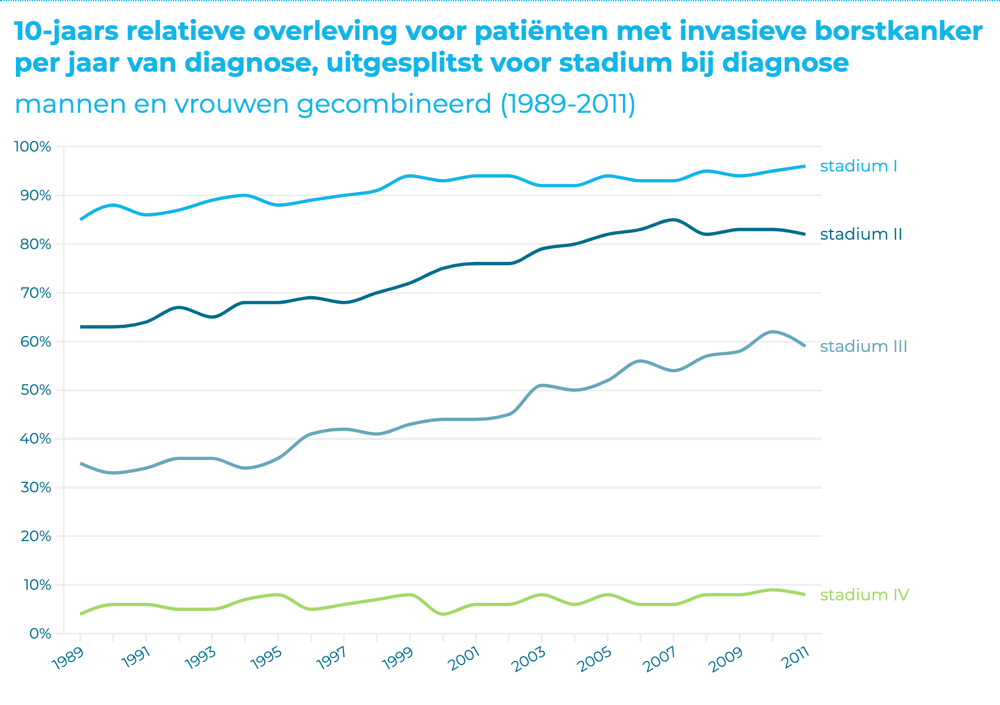 10-jaars relatieve overleving voor patiënten met invasieve borstkanker
per jaar van diagnose, uitgesplitst voor stadium bij diagnose
mannen en vrouwen gecombineerd (1989-2011)
100%
stadium I
90%
stadium II
80%
70%
60%
stadium III
50%
40%
30%
20%
10%
stadium IV
0%
1989 1991 1993 1995 1997 1999 2001 2003 2005 2007 2009 2011